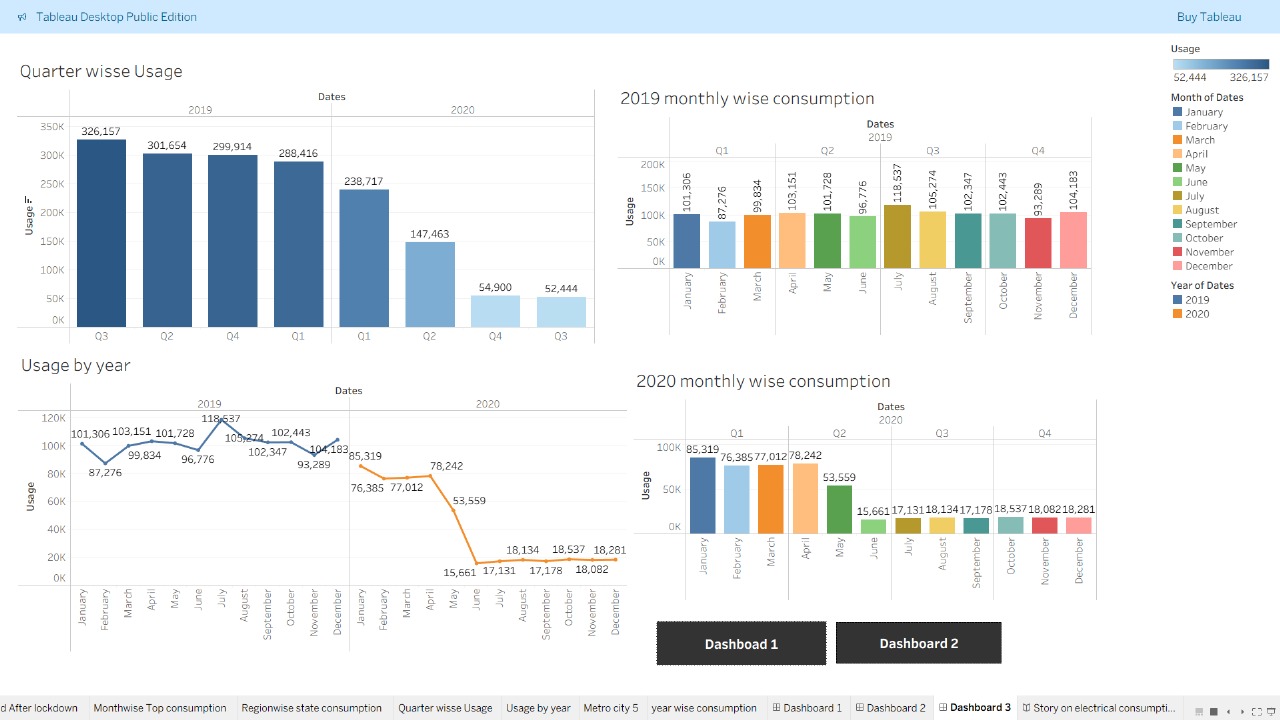 Tableau Desktop Public Edition
Buy Tableau
Quarter wisse Usage
Dates
2019
2020
Usage
350K
300K
250K
200K
150K
100K
50K
0K
326,157
301,654
299,914
288,416
238,717
147,463
54,900
52,444
Q3
Q2
Q4
Q1
Q1
Q2
Q4
Q3
2019 monthly wise consumption
Dates
2019
Q1
Q2
Q3
Q4
Usage
200K
150K
100K
50K
0K
101,306
87,276
99,834
103,151
101,728
96,776
118,537
105,274
102,347
102,443
93,289
104,183
January
February
March
April
May
June
July
August
September
October
November
December
Usage
52,444
326,157
Month of Dates
January
February
March
April
May
June
July
August
September
October
November
December
Year of Dates
2019
2020
Usage by year
Dates
2019
2020
Usage
120K
100K
80K
60K
40K
20K
0K
101,306
87,276
99,834
103,151
101,728
96,776
118,537
105,274
102,347
102,443
93,289
104,183
85,319
76,385
77,012
78,242
53,559
15,661
17,131
18,134
17,178
18,537
18,082
18,281
January
February
March
April
May
June
July
August
September
October
November
December
January
February
March
April
May
June
July
August
September
October
November
December
2020 monthly wise consumption
Dates
2020
Q1
Q2
Q3
Q4
Usage
100K
50K
0K
85,319
76,385
77,012
78,242
53,559
15,661
17,131
18,134
17,178
18,537
18,082
18,281
January
February
March
April
May
June
July
August
September
October
November
December
Dashboad 1
Dashboard 2
d After lockdown
Monthwise Top consumption
Regionwise state consumption
Quarter wisse Usage
Usage by year
Metro city 5
year wise consumption
Dashboard 1
Dashboard 2
Dashboard 3
Story on electrical consumpti...